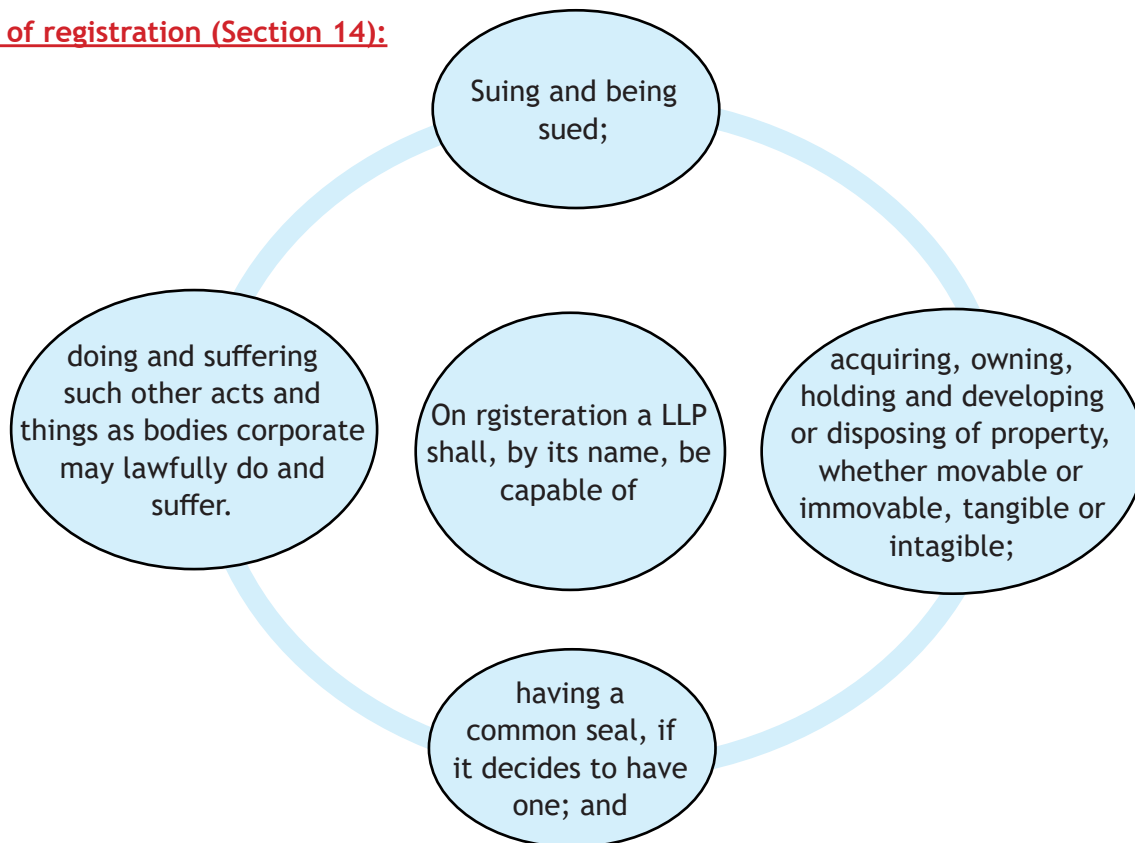 of registration (Section 14):
Suing and being
sued;
doing and suffering
such other acts and
things as bodies corporate
may lawfully do and
suffer.
On rgisteration a LLP
shall, by its name, be
capable of
acquiring, owning,
holding and developing
or disposing of property,
whether movable or
immovable, tangible or
intagible;
having a
common seal, if
it decides to have
one; and